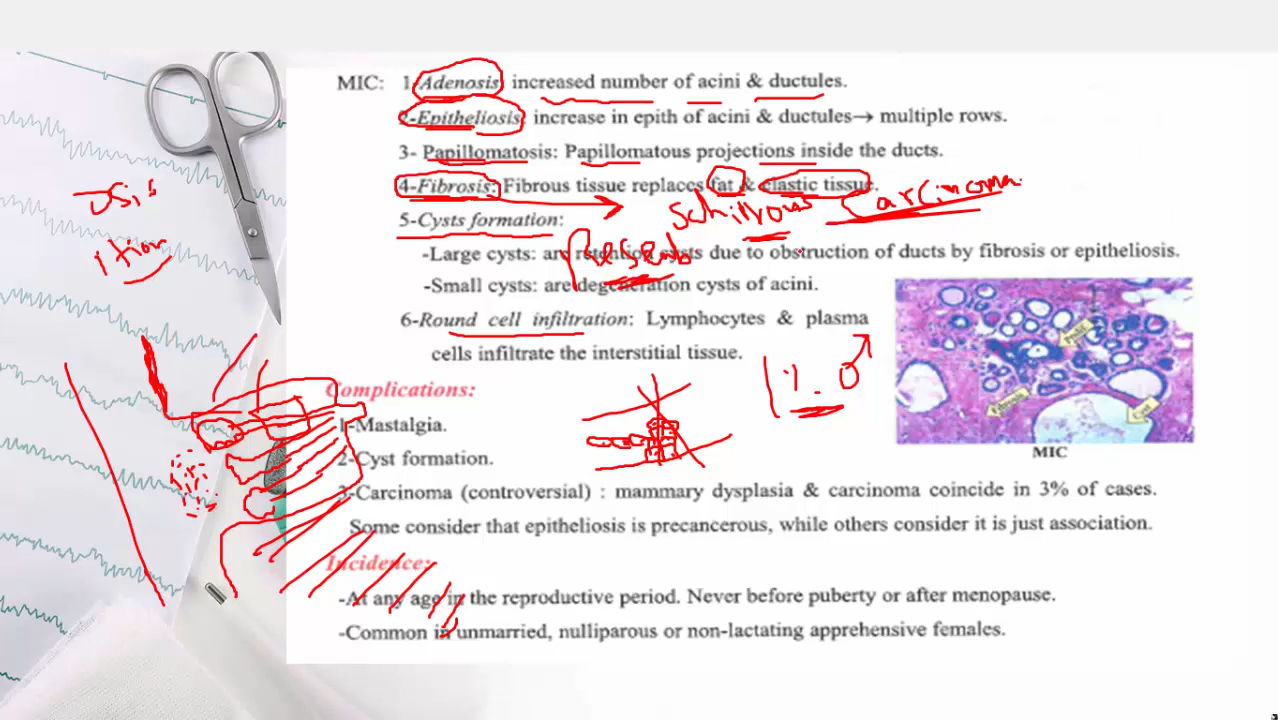 MIC: 1-Adenosis: increased number of acini & ductules.
2-Epitheliosis: increase in epith of acini & ductules→ multiple rows.
3- Papillomatosis: Papillomatous projections inside the ducts.
4-Fibrosis: Fibrous tissue replaces fat & elastic tissue.
osis
Schirrous Carcinoma
5-Cysts formation:
-Large cysts: are retention cysts due to obstruction of ducts by fibrosis or epitheliosis.
-Small cysts: are degeneration cysts of acini.
6-Round cell infiltration: Lymphocytes & plasma
cells infiltrate the interstitial tissue.
1%. ♂
Fibrosis
Cyst
MIC
Complications:
1-Mastalgia.
2-Cyst formation.
3-Carcinoma (controversial) : mammary dysplasia & carcinoma coincide in 3% of cases.
Some consider that epitheliosis is precancerous, while others consider it is just association.
Incidence:
-At any age in the reproductive period. Never before puberty or after menopause.
-Common in unmarried, nulliparous or non-lactating apprehensive females.